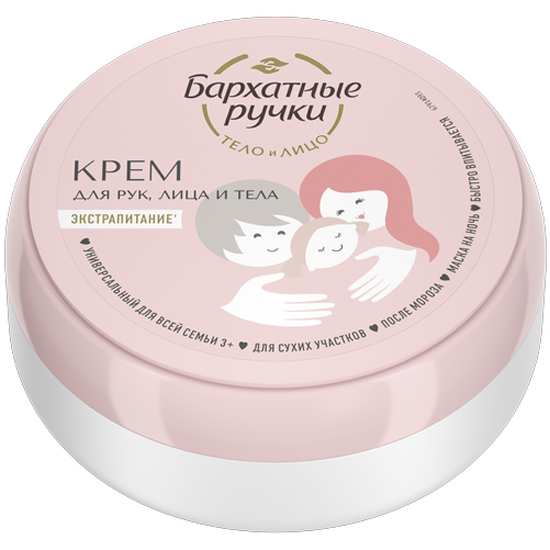 Бархатные
ручки
ТЕЛО и ЛИЦО
КРЕМ
ДЛЯ РУК, ЛИЦА И ТЕЛА
ЭКСТРАПИТАНИЕ¹
♥ УНИВЕРСАЛЬНЫЙ ДЛЯ ВСЕЙ СЕМЬИ 3+ ♥ ДЛЯ СУХИХ УЧАСТКОВ ♥ ПОСЛЕ МОРОЗА ♥ МАСКА НА НОЧЬ ♥ БЫСТРО ВПИТЫВАЕТСЯ